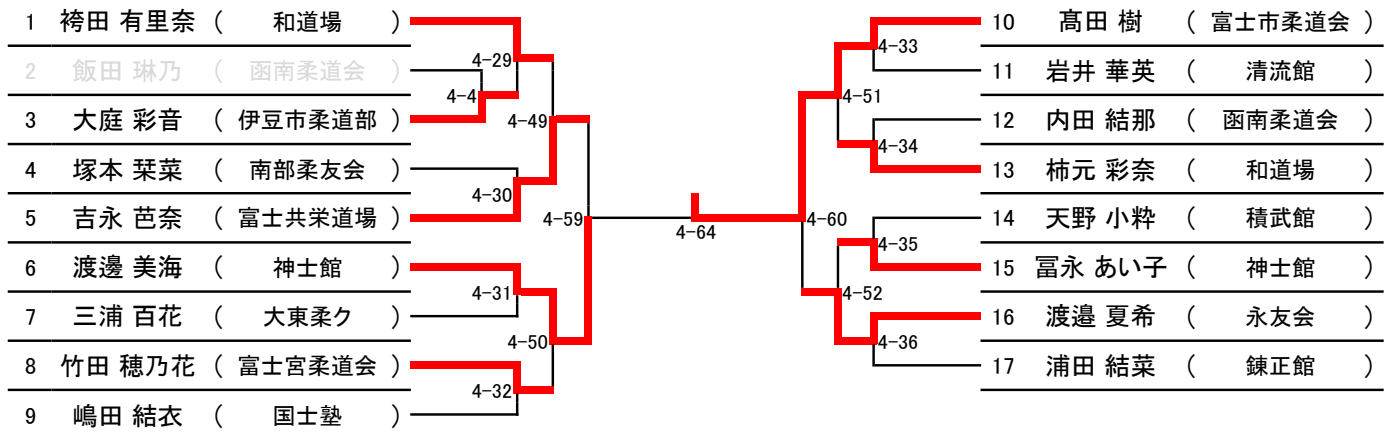 1 袴田 有里奈 ( 和道場 )
2 飯田 琳乃 ( 函南柔道会 )
3 大庭 彩音 ( 伊豆市柔道部 )
4 塚本 栞菜 ( 南部柔友会 )
5 吉永 芭奈 ( 富士共栄道場 )
6 渡邊 美海 ( 神士館 )
7 三浦 百花 ( 大東柔ク )
8 竹田 穂乃花 ( 富士宮柔道会 )
9 嶋田 結衣 ( 国士塾 )
4-29
4-4
4-49
4-30
4-59
4-31
4-50
4-32
4-64
4-33
4-51
4-34
4-60
4-35
4-52
4-36
10 髙田 樹 ( 富士市柔道会 )
11 岩井 華英 ( 清流館 )
12 内田 結那 ( 函南柔道会 )
13 柿元 彩奈 ( 和道場 )
14 天野 小粋 ( 積武館 )
15 冨永 あい子 ( 神士館 )
16 渡邉 夏希 ( 永友会 )
17 浦田 結菜 ( 錬正館 )